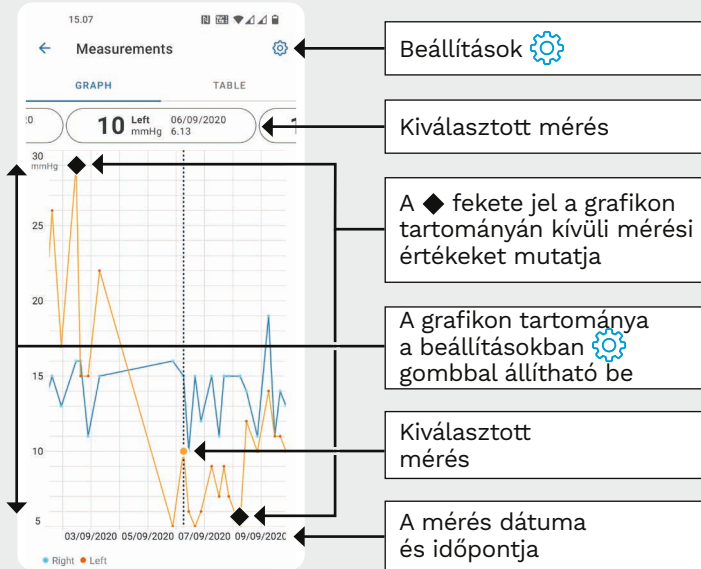 15.07
Measurements
GRAPH TABLE
10 Left mmHg 06/09/2020 6.13
30
mmHg
25
20
15
10
5
03/09/2020 05/09/2020 07/09/2020 09/09/2020
Right Left
Beállítások
Kiválasztott mérés
A ◆ fekete jel a grafikon
tartományán kívüli mérési
értékeket mutatja
A grafikon tartománya
a beállításokban
gombbal állítható be
Kiválasztott
mérés
A mérés dátuma
és időpontja